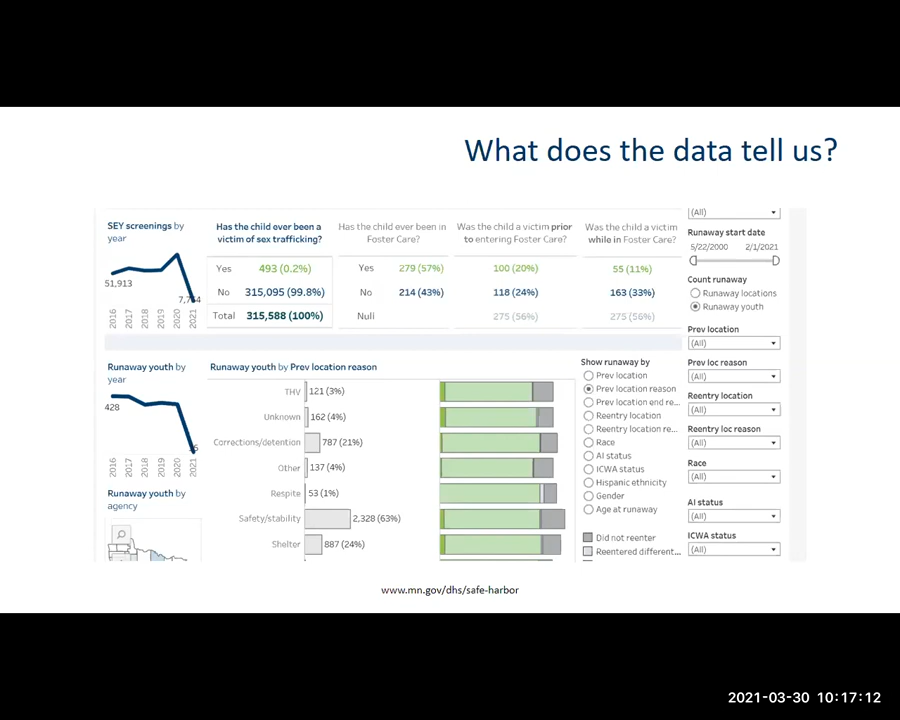 What does the data tell us?
SEY screenings by year
51,913
2016 2017 2018 2019 2020 2021
Has the child ever been a victim of sex trafficking?
Yes 493 (0.2%)
No 315,095 (99.8%)
Total 315,588 (100%)
Has the child ever been in Foster Care?
Yes 279 (57%)
No 214 (43%)
Null
Was the child a victim prior to entering Foster Care?
100 (20%)
118 (24%)
275 (56%)
Was the child a victim while in Foster Care?
55 (11%)
163 (33%)
275 (56%)
Runaway youth by year
428
2016 2017 2018 2019 2020 2021
Runaway youth by agency
Runaway youth by Prev location reason
THV 121 (3%)
Unknown 162 (4%)
Corrections/detention 787 (21%)
Other 137 (4%)
Respite 53 (1%)
Safety/stability 2,328 (63%)
Shelter 887 (24%)
Show runaway by
Prev location
Prev location reason
Prev location end re...
Reentry location
Reentry location re...
Race
AI status
ICWA status
Hispanic ethnicity
Gender
Age at runaway
Did not reenter
Reentered different...
(All)
Runaway start date
5/22/2000 2/1/2021
Count runaway
Runaway locations
Runaway youth
Prev location
(All)
Prev loc reason
(All)
Reentry location
(All)
Reentry loc reason
(All)
Race
(All)
AI status
(All)
ICWA status
(All)
www.mn.gov/dhs/safe-harbor
2021-03-30 10:17:12